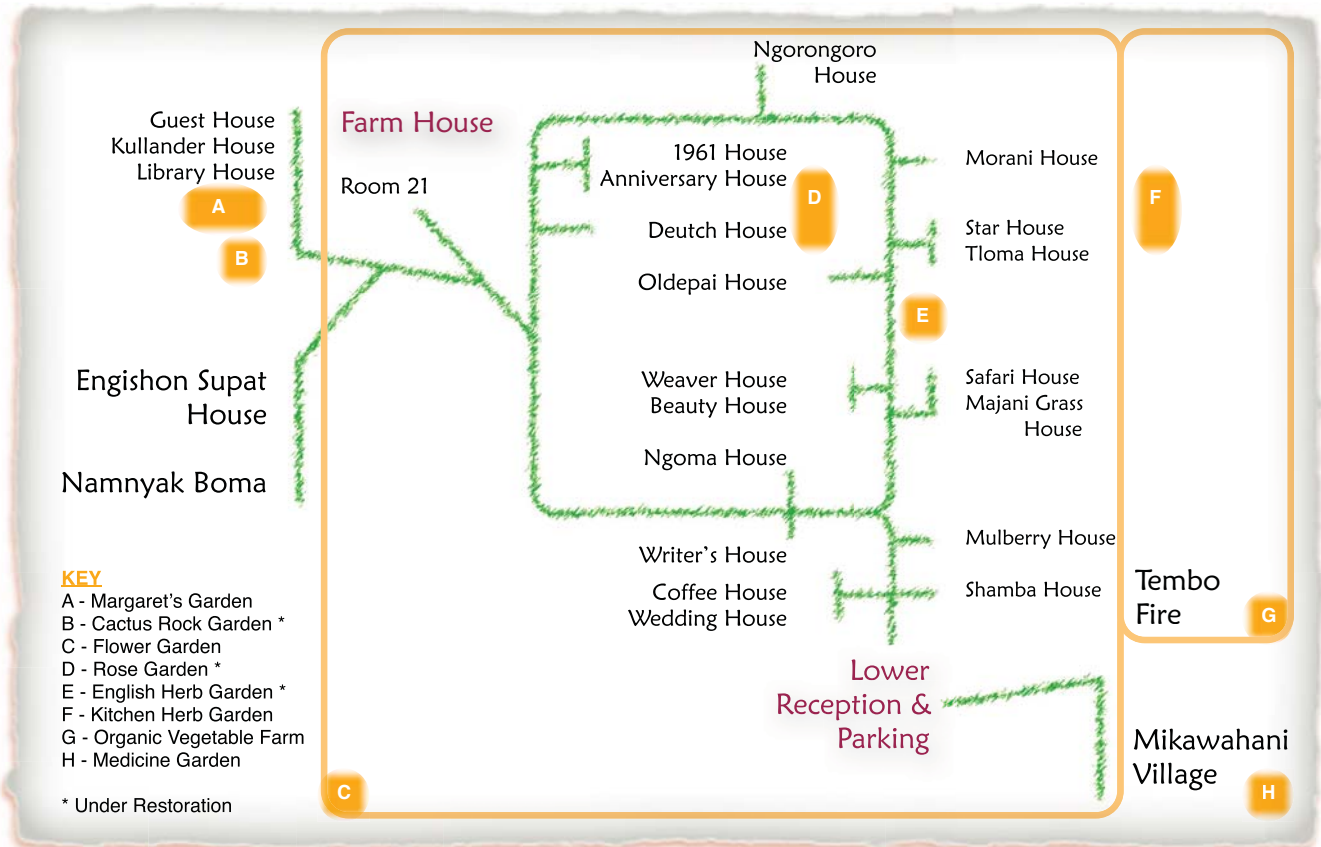 Ngorongoro
House
Guest House
Kullander House
Library House
A
B
Farm House
Room 21
1961 House
Anniversary House
D
Deutch House
Oldepai House
Morani House
Star House
Tloma House
F
E
Engishon Supat
House
Namnyak Boma
Weaver House
Beauty House
Safari House
Majani Grass
House
Ngoma House
Writer's House
Coffee House
Wedding House
Mulberry House
Shamba House
Tembo
Fire
G
Lower
Reception &
Parking
Mikawahani
Village
H
C
KEY
A - Margaret's Garden
B - Cactus Rock Garden *
C - Flower Garden
D - Rose Garden *
E - English Herb Garden *
F - Kitchen Herb Garden
G - Organic Vegetable Farm
H - Medicine Garden
* Under Restoration